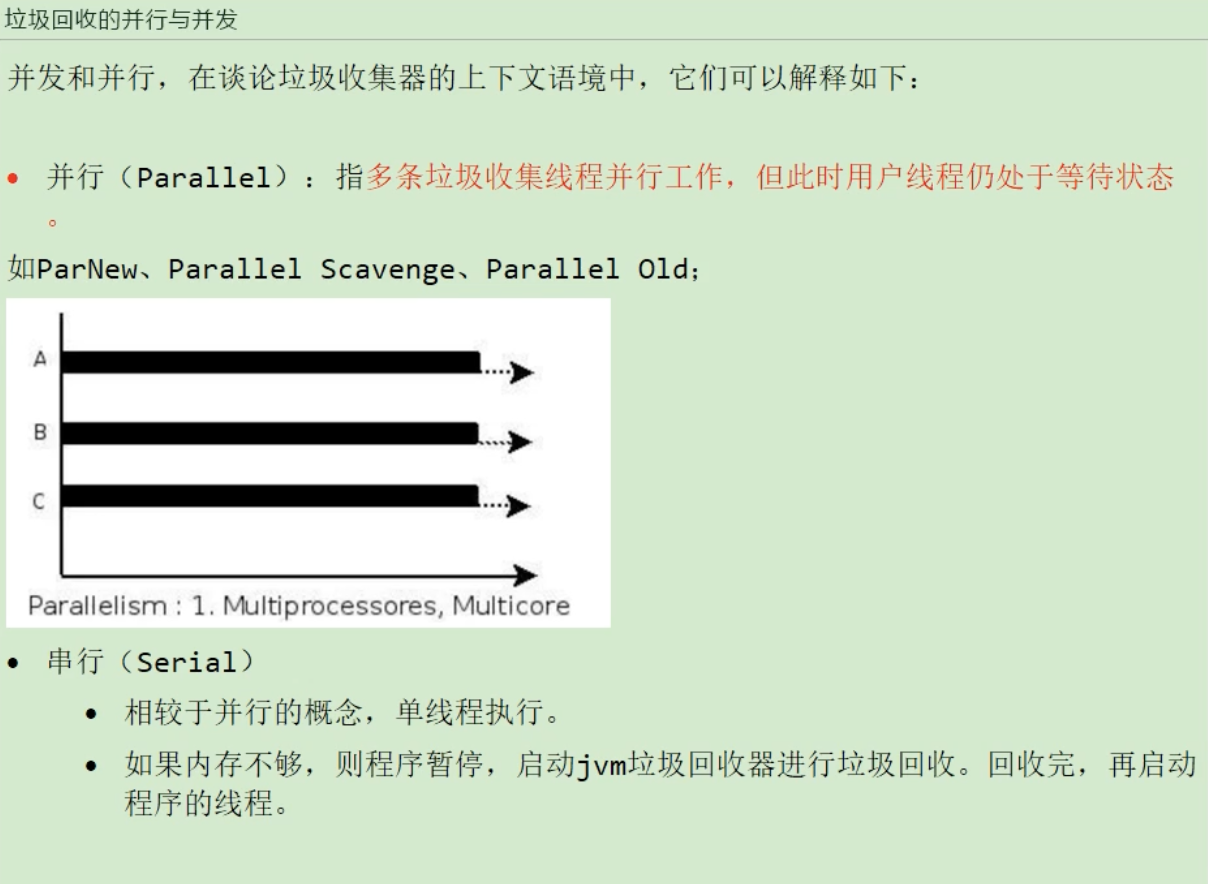 垃圾回收的并行与并发
并发和并行，在谈论垃圾收集器的上下文语境中，它们可以解释如下：
• 并行（Parallel）：指多条垃圾收集线程并行工作，但此时用户线程仍处于等待状态
。
如ParNew、Parallel Scavenge、Parallel Old；
A
B
C
Parallelism : 1. Multiprocessores, Multicore
• 串行（Serial）
• 相较于并行的概念，单线程执行。
• 如果内存不够，则程序暂停，启动jvm垃圾回收器进行垃圾回收。回收完，再启动
程序的线程。